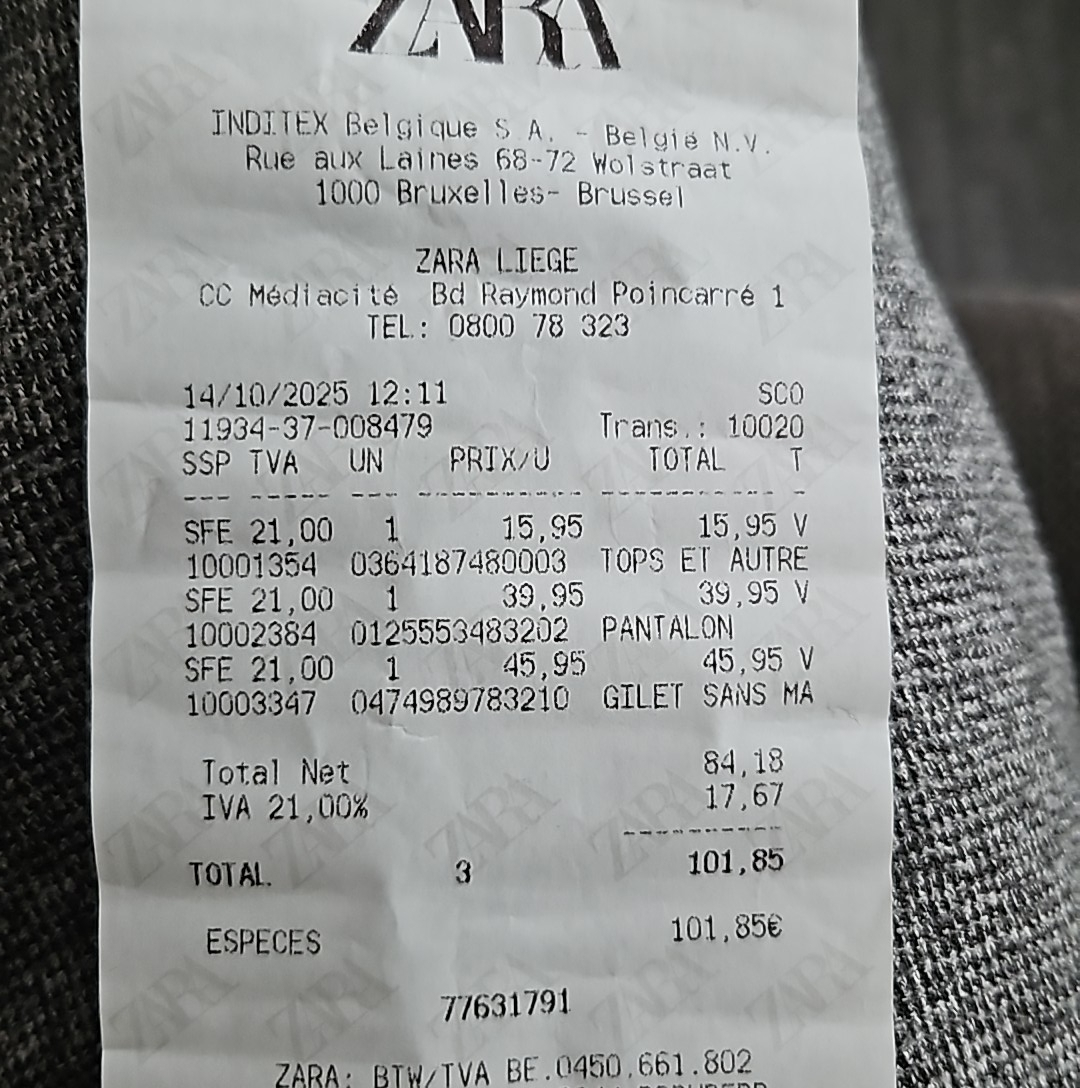 ZARA
INDITEX Belgique S A. - België N.V.
Rue aux Laines 68-72 Wolstraat
1000 Bruxelles- Brussel
ZARA LIEGE
CC Médiacité Bd Raymond Poincarré 1
TEL: 0800 78 323
14/10/2025 12:11 SCO
11934-37-008479 Trans.: 10020
SSP TVA UN PRIX/U TOTAL T
SFE 21,00 1 15,95 15,95 V
10001354 0364187480003 TOPS ET AUTRE
SFE 21,00 1 39,95 39,95 V
10002384 0125553483202 PANTALON
SFE 21,00 1 45,95 45,95 V
10003347 0474989783210 GILET SANS MA
Total Net 84,18
IVA 21,00% 17,67
TOTAL 3 101,85
ESPECES 101,85€
77631791
ZARA: BTW/TVA BE.0450.661.802